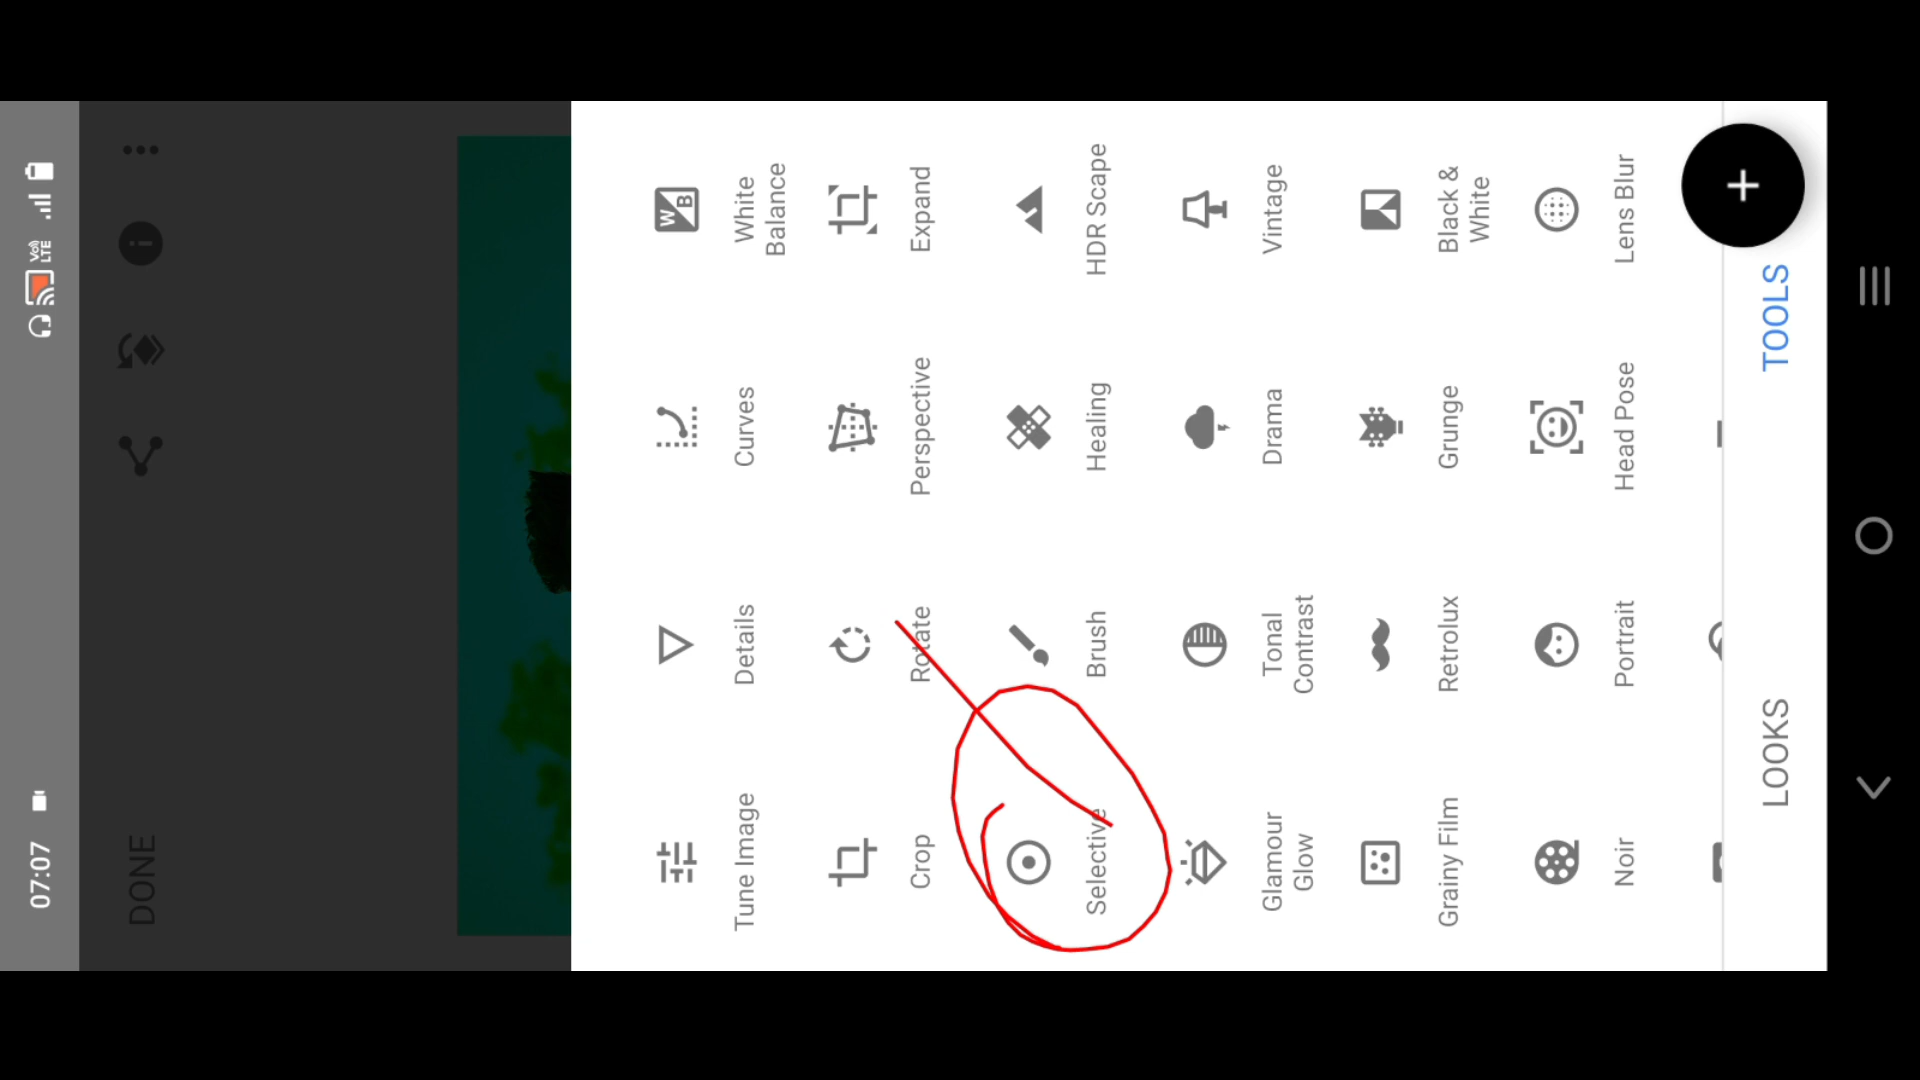 07:07
Vo)) LTE
DONE
Tune Image
Details
Curves
White
Balance
Crop
Rotate
Perspective
Expand
Selective
Brush
Healing
HDR Scape
Glamour
Glow
Tonal
Contrast
Drama
Vintage
Grainy Film
Retrolux
Grunge
Black &
White
Noir
Portrait
Head Pose
Lens Blur
LOOKS
TOOLS